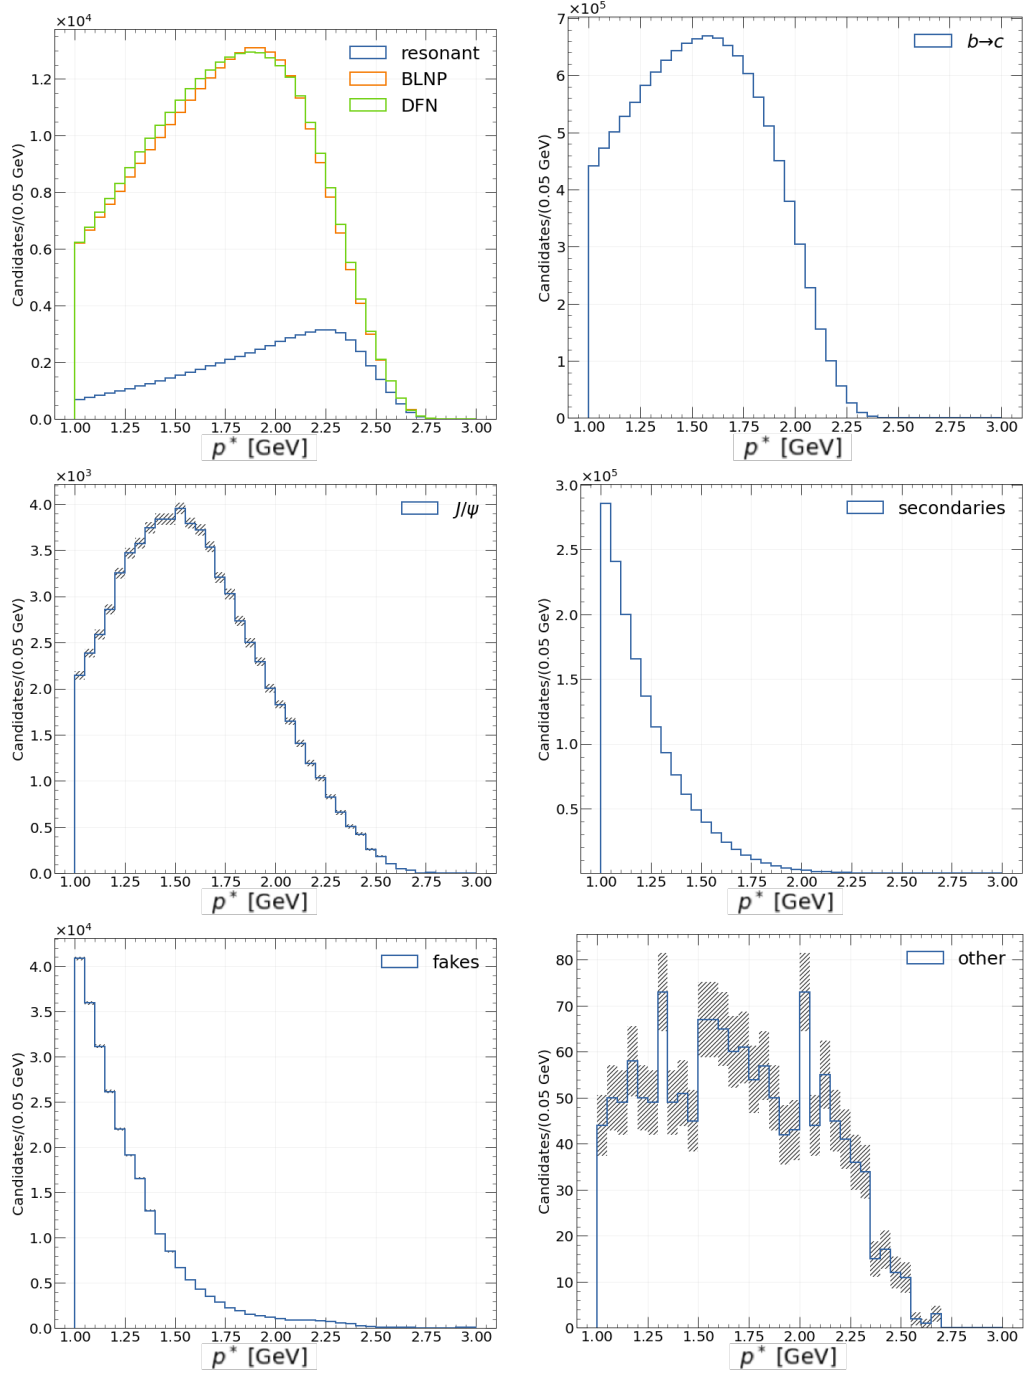 ×10⁴
resonant
BLNP
DFN
1.2
1.0
0.8
0.6
0.4
0.2
0.0
Candidates/(0.05 GeV)
1.00 1.25 1.50 1.75 2.00 2.25 2.50 2.75 3.00
p* [GeV]
×10⁵
b→c
7
6
5
4
3
2
1
0
Candidates/(0.05 GeV)
1.00 1.25 1.50 1.75 2.00 2.25 2.50 2.75 3.00
p* [GeV]
×10³
J/ψ
4.0
3.5
3.0
2.5
2.0
1.5
1.0
0.5
0.0
Candidates/(0.05 GeV)
1.00 1.25 1.50 1.75 2.00 2.25 2.50 2.75 3.00
p* [GeV]
×10⁵
secondaries
3.0
2.5
2.0
1.5
1.0
0.5
Candidates/(0.05 GeV)
1.00 1.25 1.50 1.75 2.00 2.25 2.50 2.75 3.00
p* [GeV]
×10⁴
fakes
4.0
3.5
3.0
2.5
2.0
1.5
1.0
0.5
0.0
Candidates/(0.05 GeV)
1.00 1.25 1.50 1.75 2.00 2.25 2.50 2.75 3.00
p* [GeV]
other
80
70
60
50
40
30
20
10
0
Candidates/(0.05 GeV)
1.00 1.25 1.50 1.75 2.00 2.25 2.50 2.75 3.00
p* [GeV]